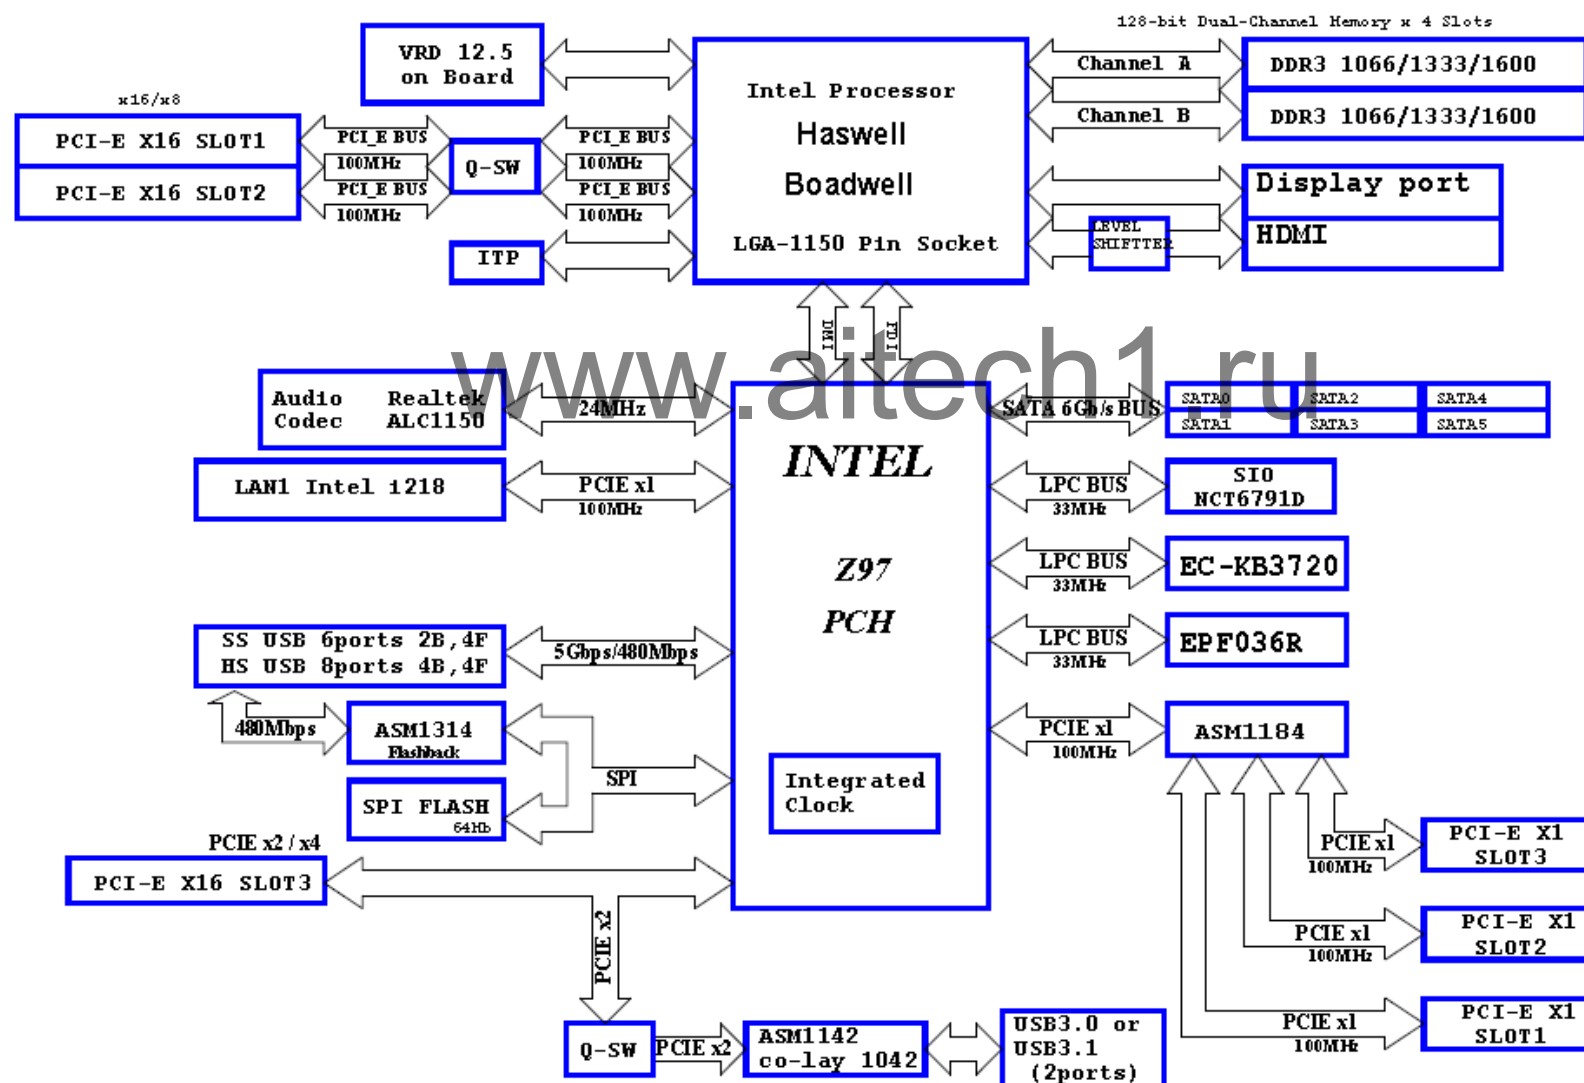 128-bit Dual-Channel Memory x 4 Slots
VRD 12.5
on Board
Intel Processor
Haswell
Boadwell
LGA-1150 Pin Socket
Channel A
DDR3 1066/1333/1600
Channel B
DDR3 1066/1333/1600
x16/x8
PCI-E X16 SLOT1
PCI-E X16 SLOT2
PCI_E BUS
100MHz
PCI_E BUS
100MHz
Q-SW
PCI_E BUS
100MHz
PCI_E BUS
100MHz
ITP
Display port
LEVEL
SHIFTTER
HDMI
DMI
FDI
www.aitech1.ru
Audio Realtek
Codec ALC1150
24MHz
SATA 6Gb/s BUS
SATA0
SATA2
SATA4
SATA1
SATA3
SATA5
INTEL
Z97
PCH
LAN1 Intel i218
PCIE x1
100MHz
LPC BUS
33MHz
SIO
NCT6791D
LPC BUS
33MHz
EC-KB3720
LPC BUS
33MHz
EPF036R
SS USB 6ports 2B,4F
HS USB 8ports 4B,4F
5Gbps/480Mbps
480Mbps
ASM1314
Flashback
SPI
SPI FLASH
64Mb
Integrated
Clock
PCIE x1
100MHz
ASM1184
PCIE x2 / x4
PCI-E X16 SLOT3
PCIE x1
100MHz
PCI-E X1
SLOT3
PCIE x1
100MHz
PCI-E X1
SLOT2
PCIE x1
100MHz
PCI-E X1
SLOT1
PCIE x2
Q-SW
PCIE x2
ASM1142
co-lay 1042
USB3.0 or
USB3.1
(2ports)